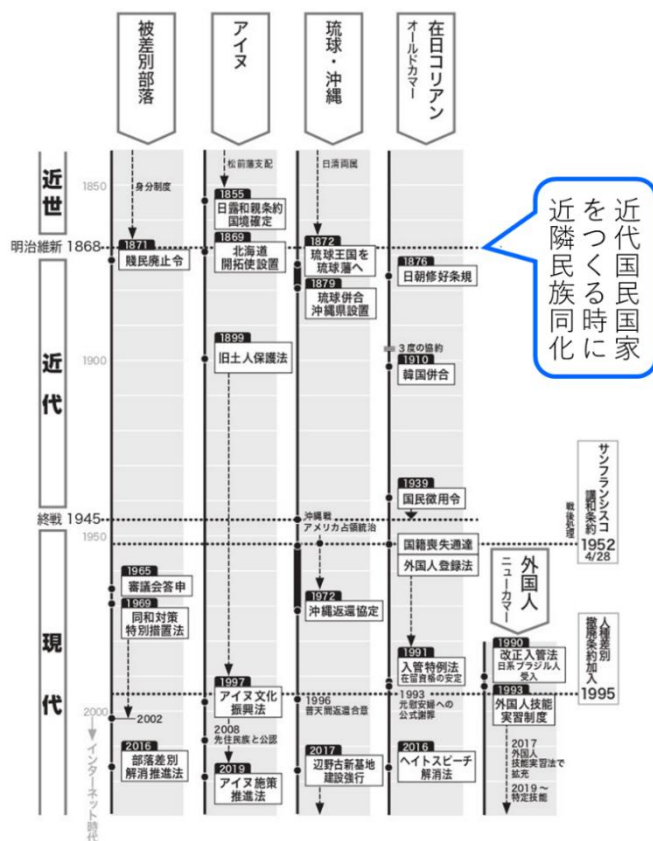 被差別部落
アイヌ
琉球・沖縄
在日コリアン
オールドカマー
近世
近代
現代
1850
明治維新 1868
1900
終戦 1945
1950
2000
インターネット時代
身分制度
1871
賤民廃止令
1965
審議会答申
1969
同和対策
特別措置法
2002
2016
部落差別
解消推進法
松前藩支配
1855
日露和親条約
国境確定
1869
北海道
開拓使設置
1899
旧土人保護法
1997
アイヌ文化
振興法
2008
先住民族と公認
2019
アイヌ施策
推進法
日清両属
1872
琉球王国を
琉球藩へ
1879
琉球併合
沖縄県設置
沖縄戦
アメリカ占領統治
1972
沖縄返還協定
1996
普天間返還合意
2017
辺野古新基地
建設強行
1876
日朝修好条規
3度の協約
1910
韓国併合
1939
国民徴用令
国籍喪失通達
外国人登録法
1991
入管特例法
在留資格の安定
1993
元慰安婦への
公式謝罪
2016
ヘイトスピーチ
解消法
外国人
ニューカマー
1990
改正入管法
日系ブラジル人
受入
1993
外国人技能
実習制度
2017
外国人
技能実習法で
拡充
2019~
特定技能
近代国民国家
をつくる時に
近隣民族同化
サンフランシスコ
講和条約
1952
4/28
戦後処理
人種差別
撤廃条約加入
1995